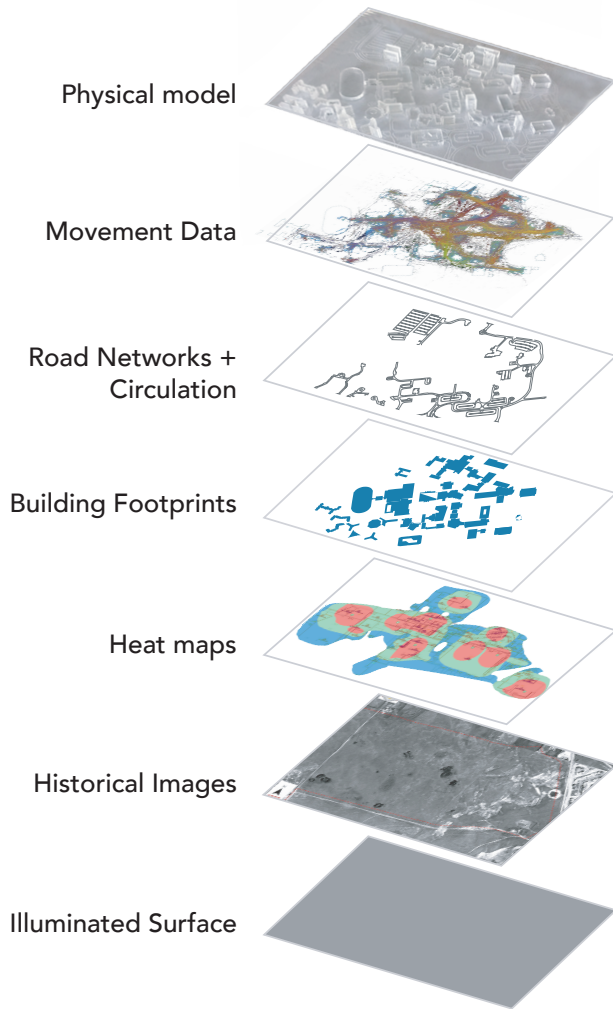 Physical model
Movement Data
Road Networks +
Circulation
Building Footprints
Heat maps
Historical Images
Illuminated Surface